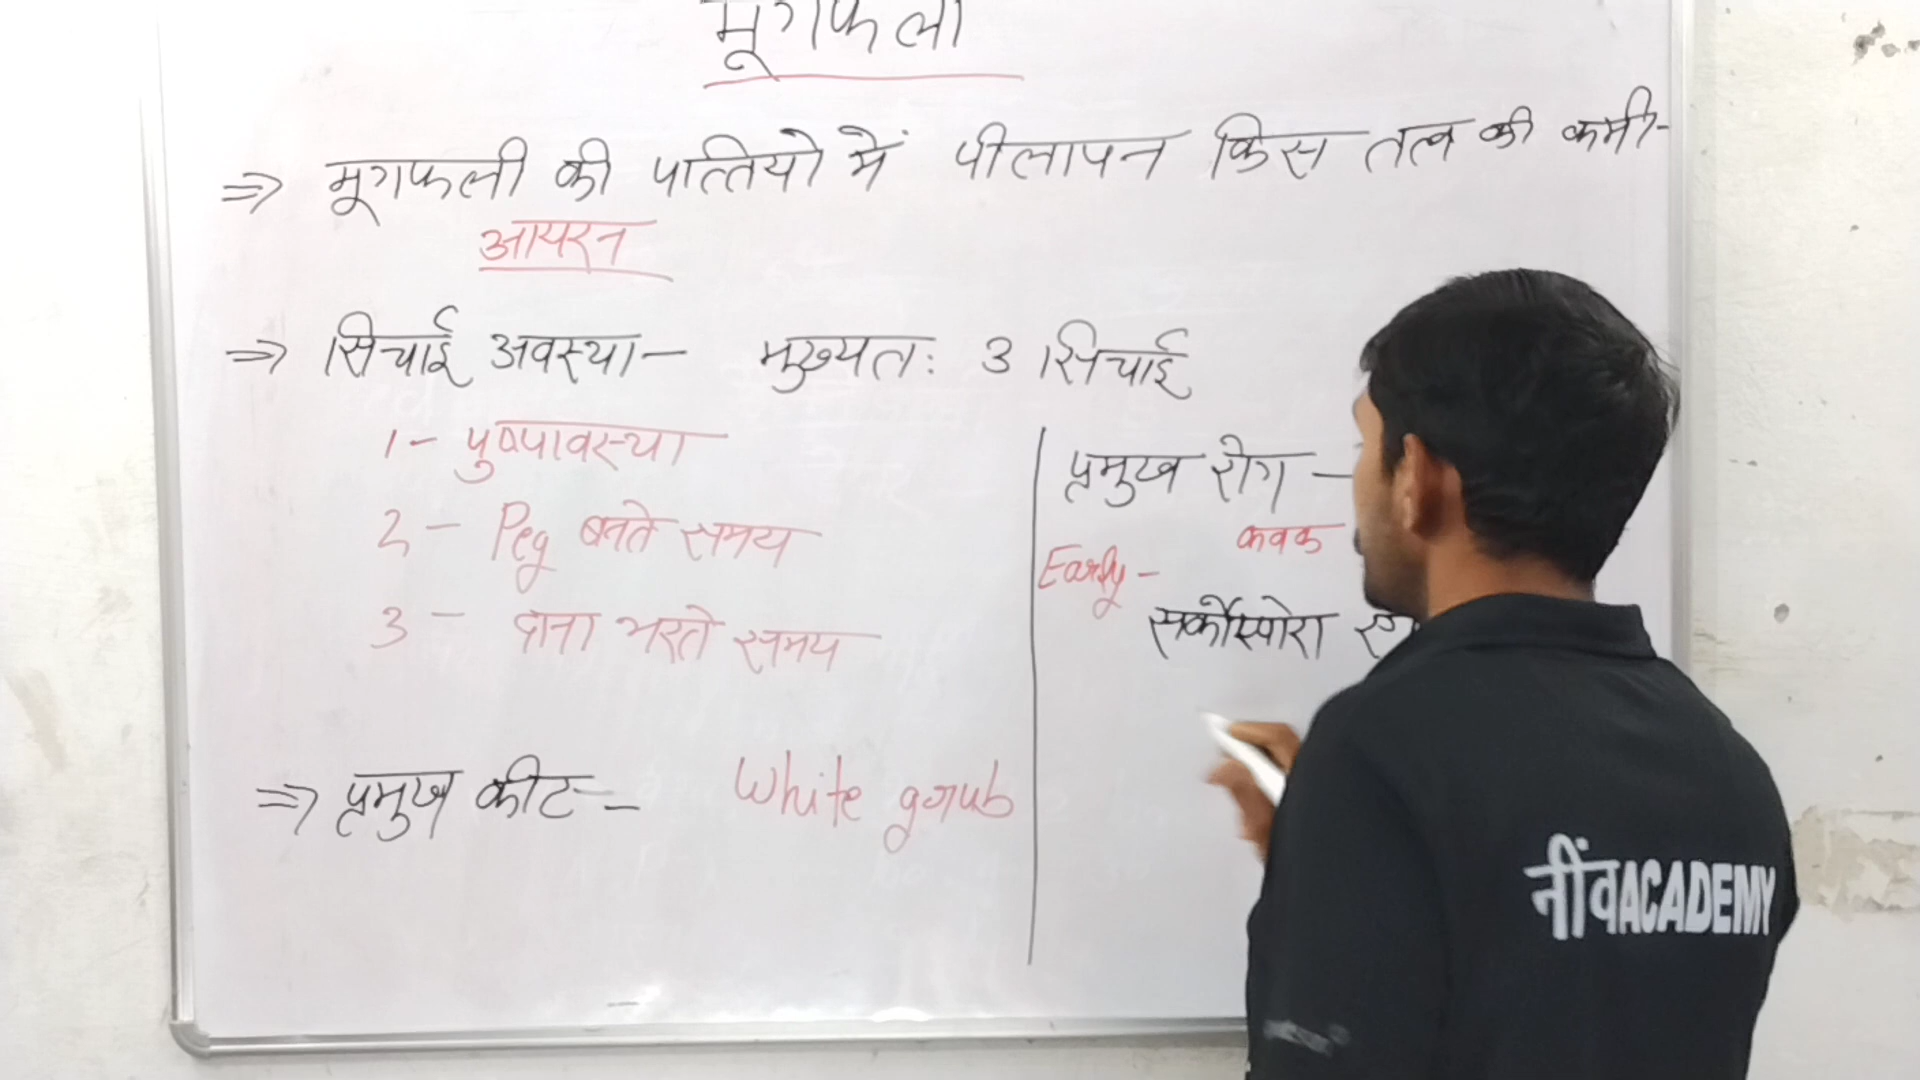 मूगफली
⇒ मूगफली की पत्तियो में पीलापन किस तत्व की कमी-
आयरन
⇒ सिचाई अवस्था - मुख्यतः 3 सिचाई
1- पुष्पावस्था
2 - Peg बनते समय
3 - दाना भरते समय
⇒ प्रमुख कीट - White grub
प्रमुख रोग -
कवक
Early -
सर्कोस्पोरा
नींव ACADEMY